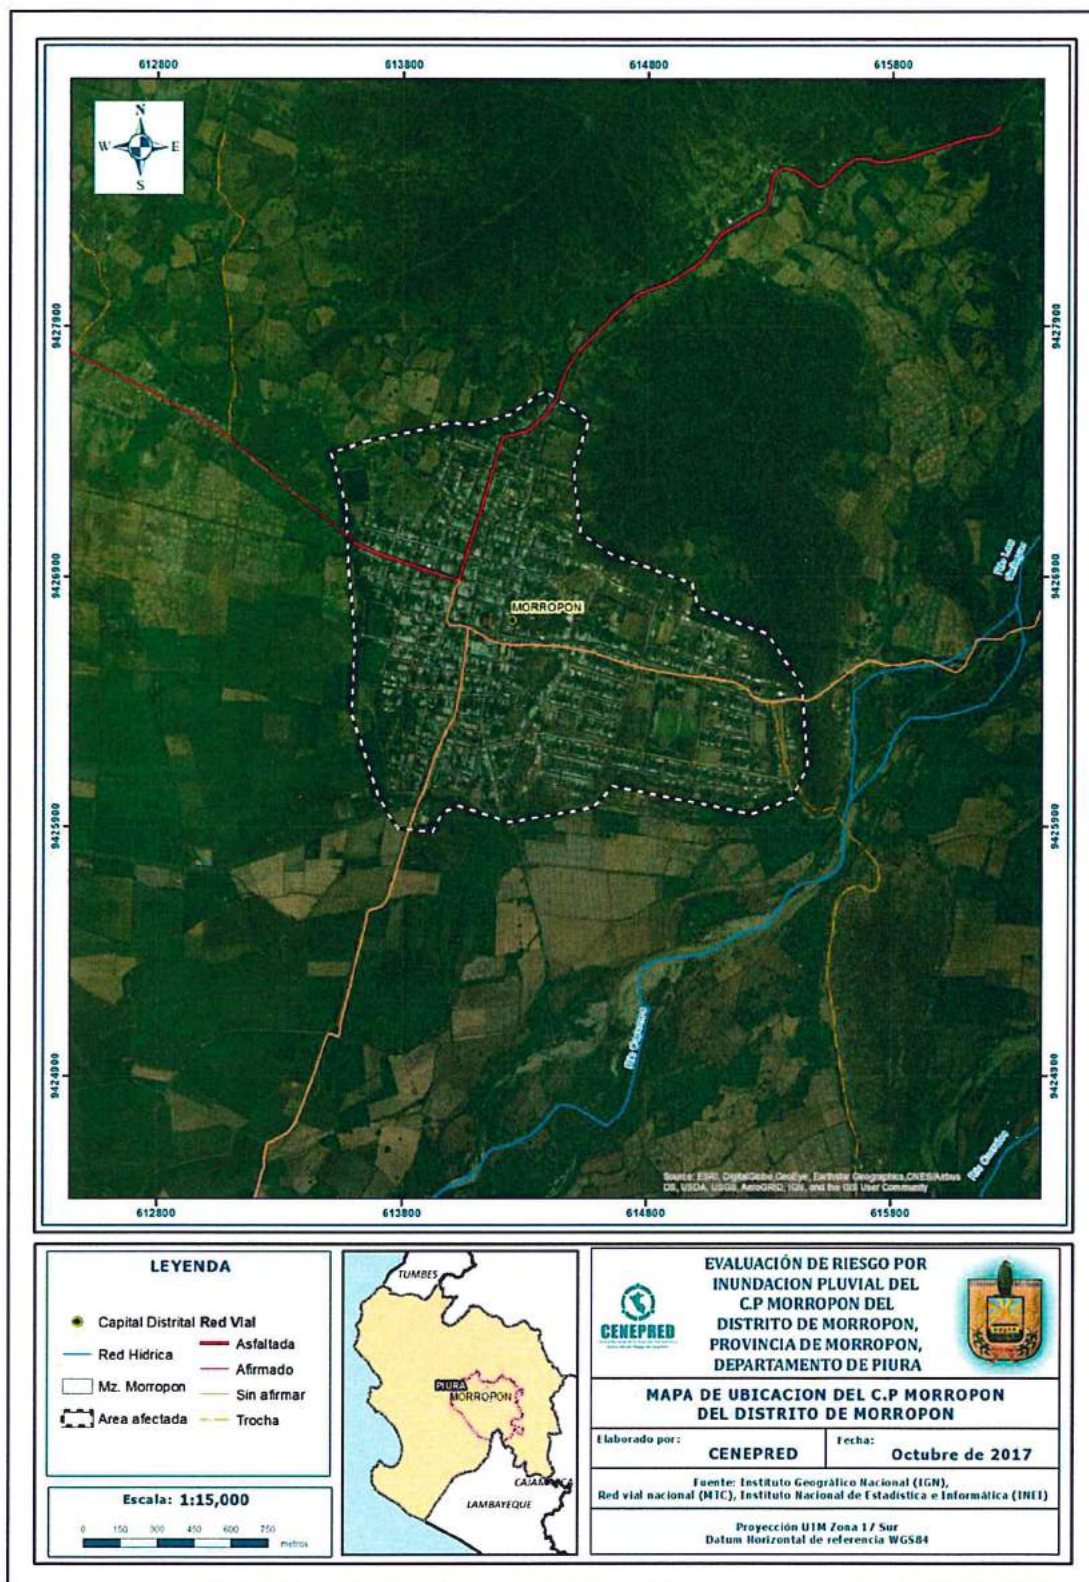 612800 613800 614800 615800
N
W E
S
9427900
9427900
MORROPON
9426900
9426900
9425900
9425900
9424900
9424900
Source: ESRI, DigitalGlobe, GeoEye, Earthstar Geographics, CNES/Airbus
DS, USDA, USGS, AeroGRID, IGN, and the GIS User Community
612800 613800 614800 615800
LEYENDA
Capital Distrital
Red Hidrica
Mz. Morropon
Area afectada
Red Vial
Asfaltada
Afirmado
Sin afirmar
Trocha
Escala: 1:15,000
0 150 300 450 600 750
metros
TUMBES
PIURA
MORROPON
CAJAMARCA
LAMBAYEQUE
CENEPRED
EVALUACIÓN DE RIESGO POR
INUNDACION PLUVIAL DEL
C.P MORROPON DEL
DISTRITO DE MORROPON,
PROVINCIA DE MORROPON,
DEPARTAMENTO DE PIURA
MAPA DE UBICACION DEL C.P MORROPON
DEL DISTRITO DE MORROPON
Elaborado por:
CENEPRED
Fecha:
Octubre de 2017
Fuente: Instituto Geográfico Nacional (IGN),
Red vial nacional (MTC), Instituto Nacional de Estadistica e Informática (INEI)
Proyección UTM Zona 17 Sur
Datum Horizontal de referencia WGS84